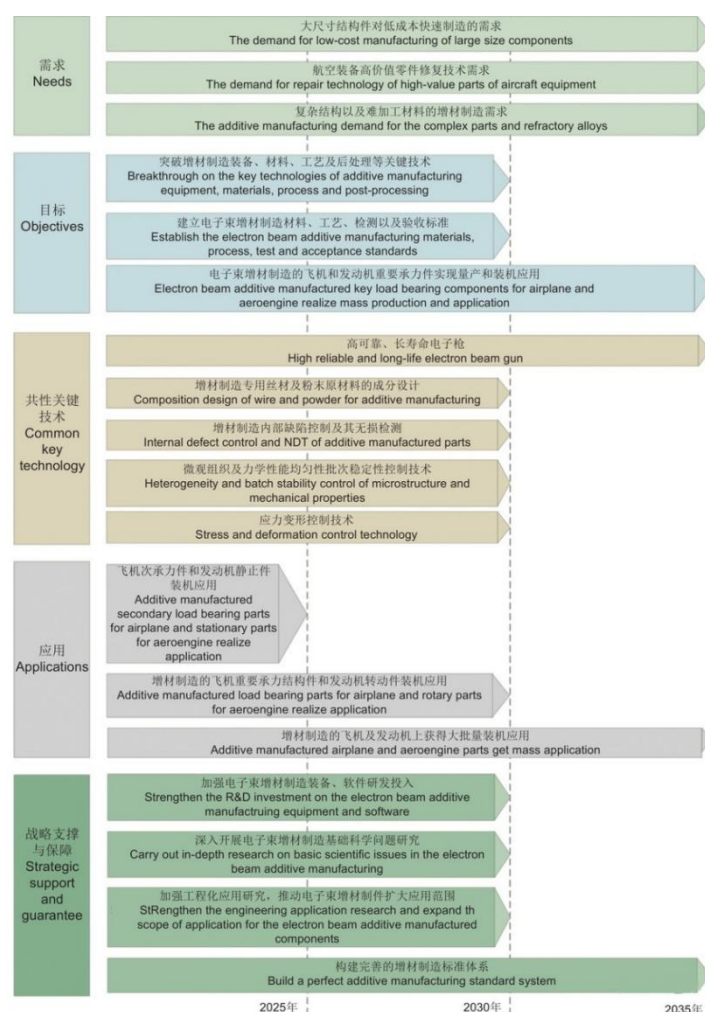 需求
Needs
大尺寸结构件对低成本快速制造的需求
The demand for low-cost manufacturing of large size components
航空装备高价值零件修复技术需求
The demand for repair technology of high-value parts of aircraft equipment
复杂结构以及难加工材料的增材制造需求
The additive manufacturing demand for the complex parts and refractory alloys
目标
Objectives
突破增材制造装备、材料、工艺及后处理等关键技术
Breakthrough on the key technologies of additive manufacturing
equipment, materials, process and post-processing
建立电子束增材制造材料、工艺、检测以及验收标准
Establish the electron beam additive manufacturing materials,
process, test and acceptance standards
电子束增材制造的飞机和发动机重要承力件实现量产和装机应用
Electron beam additive manufactured key load bearing components for airplane and
aeroengine realize mass production and application
共性关键
技术
Common
key
technology
高可靠、长寿命电子枪
High reliable and long-life electron beam gun
增材制造专用丝材及粉末原材料的成分设计
Composition design of wire and powder for additive manufacturing
增材制造内部缺陷控制及其无损检测
Internal defect control and NDT of additive manufactured parts
微观组织及力学性能均匀性批次稳定性控制技术
Heterogeneity and batch stability control of microstructure and
mechanical properties
应力变形控制技术
Stress and deformation control technology
应用
Applications
飞机次承力件和发动机静止件
装机应用
Additive manufactured
secondary load bearing parts
for airplane and stationary parts
for aeroengine realize
application
增材制造的飞机重要承力结构件和发动机转动件装机应用
Additive manufactured load bearing parts for airplane and rotary parts
for aeroengine realize application
增材制造的飞机及发动机上获得大批量装机应用
Additive manufactured airplane and aeroengine parts get mass application
战略支撑
与保障
Strategic
support
and
guarantee
加强电子束增材制造装备、软件研发投入
Strengthen the R&D investment on the electron beam additive
manufactruing equipment and software
深入开展电子束增材制造基础科学问题研究
Carry out in-depth research on basic scientific issues in the electron
beam additive manufacturing
加强工程化应用研究，推动电子束增材制件扩大应用范围
StRengthen the engineering application research and expand th
scope of application for the electron beam additive manufactured
components
构建完善的增材制造标准体系
Build a perfect additive manufacturing standard system
2025年
2030年
2035年